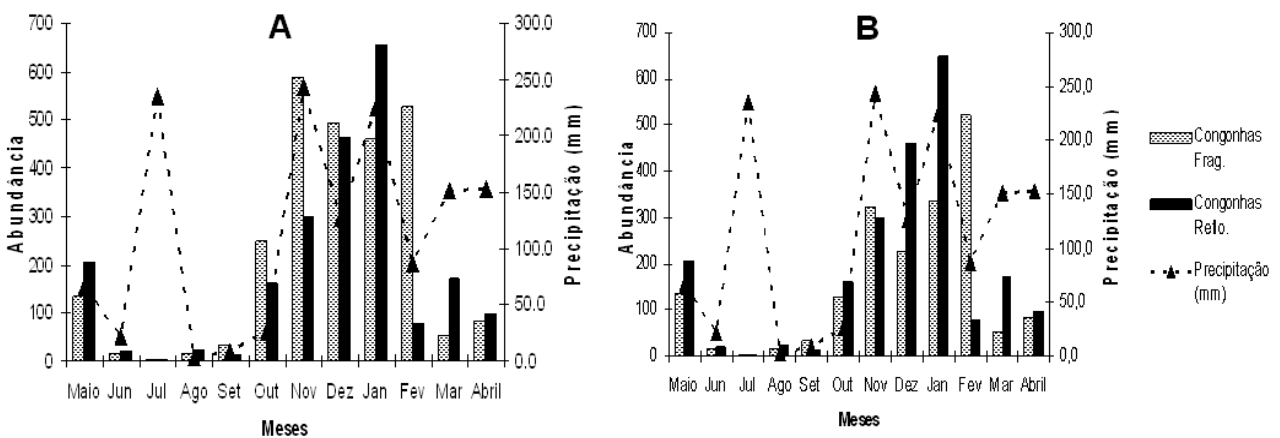 A
Abundância
700
600
500
400
300
200
100
0
300.0
250.0
200.0
150.0
100.0
50.0
0.0
Precipitação (mm)
Maio Jun Jul Ago Set Out Nov Dez Jan Fev Mar Abril
Meses
B
Abundância
700
600
500
400
300
200
100
0
300,0
250,0
200,0
150,0
100,0
50,0
0,0
Precipitação (mm)
Maio Jun Jul Ago Set Out Nov Dez Jan Fev Mar Abril
Meses
Congonhas
Frag.
Congonhas
Reflo.
Precipitação
(mm)